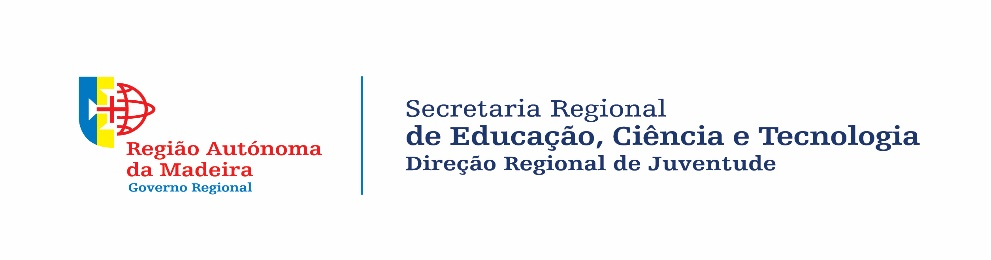 Região Autónoma
da Madeira
Governo Regional
Secretaria Regional
de Educação, Ciência e Tecnologia
Direção Regional de Juventude